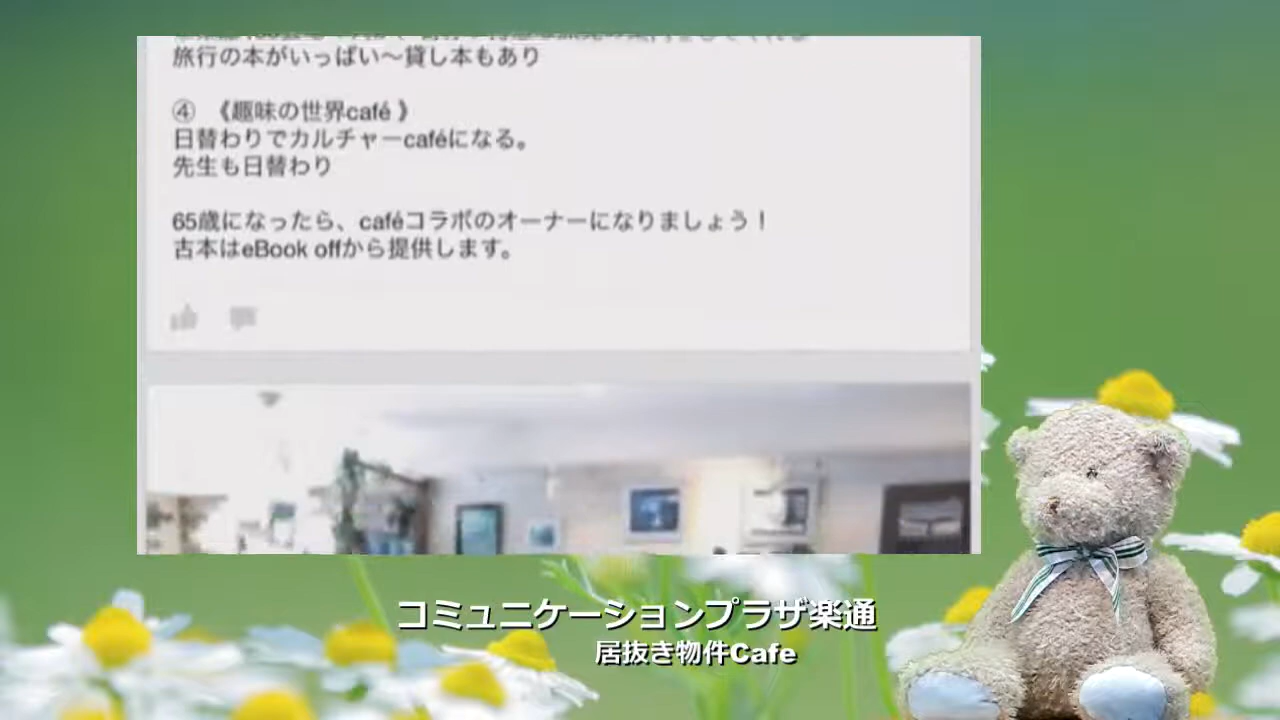 旅行の本がいっぱい〜貸し本もあり
④ 《趣味の世界café 》
日替わりでカルチャーcaféになる。
先生も日替わり
65歳になったら、caféコラボのオーナーになりましょう！
古本はeBook offから提供します。
コミュニケーションプラザ楽通
居抜き物件Cafe